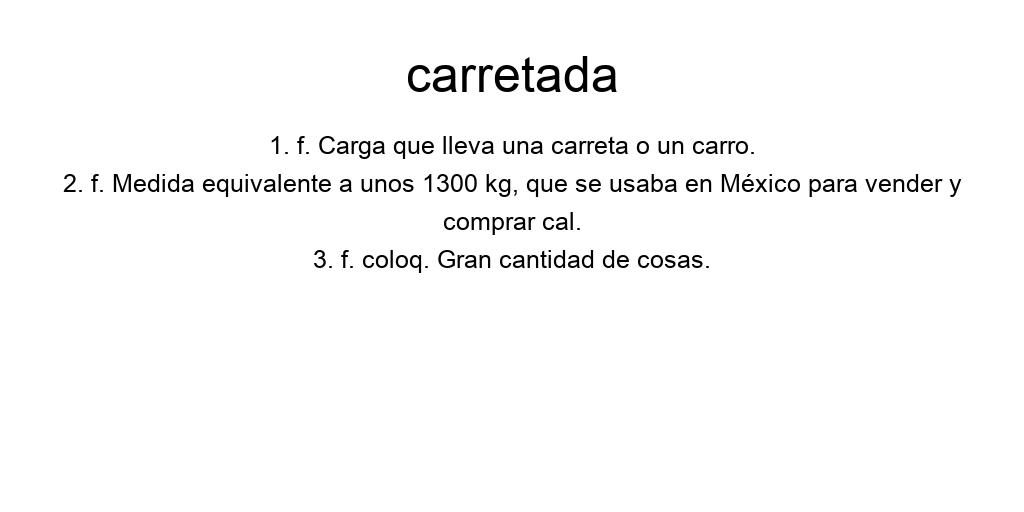 carretada
1. f. Carga que lleva una carreta o un carro.
2. f. Medida equivalente a unos 1300 kg, que se usaba en México para vender y
comprar cal.
3. f. coloq. Gran cantidad de cosas.